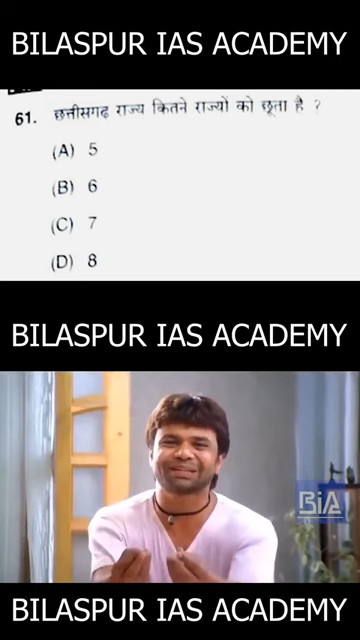 BILASPUR IAS ACADEMY
61. छत्तीसगढ़ राज्य कितने राज्यों को छूता है ?
(A) 5
(B) 6
(C) 7
(D) 8
BILASPUR IAS ACADEMY
BiA
BILASPUR IAS ACADEMY